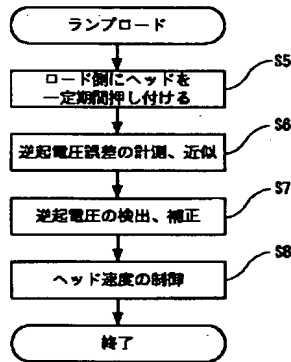 ランプロード
ロード側にヘッドを
一定期間押し付ける
S5
逆起電圧誤差の計測、近似
S6
逆起電圧の検出、補正
S7
ヘッド速度の制御
S8
終了